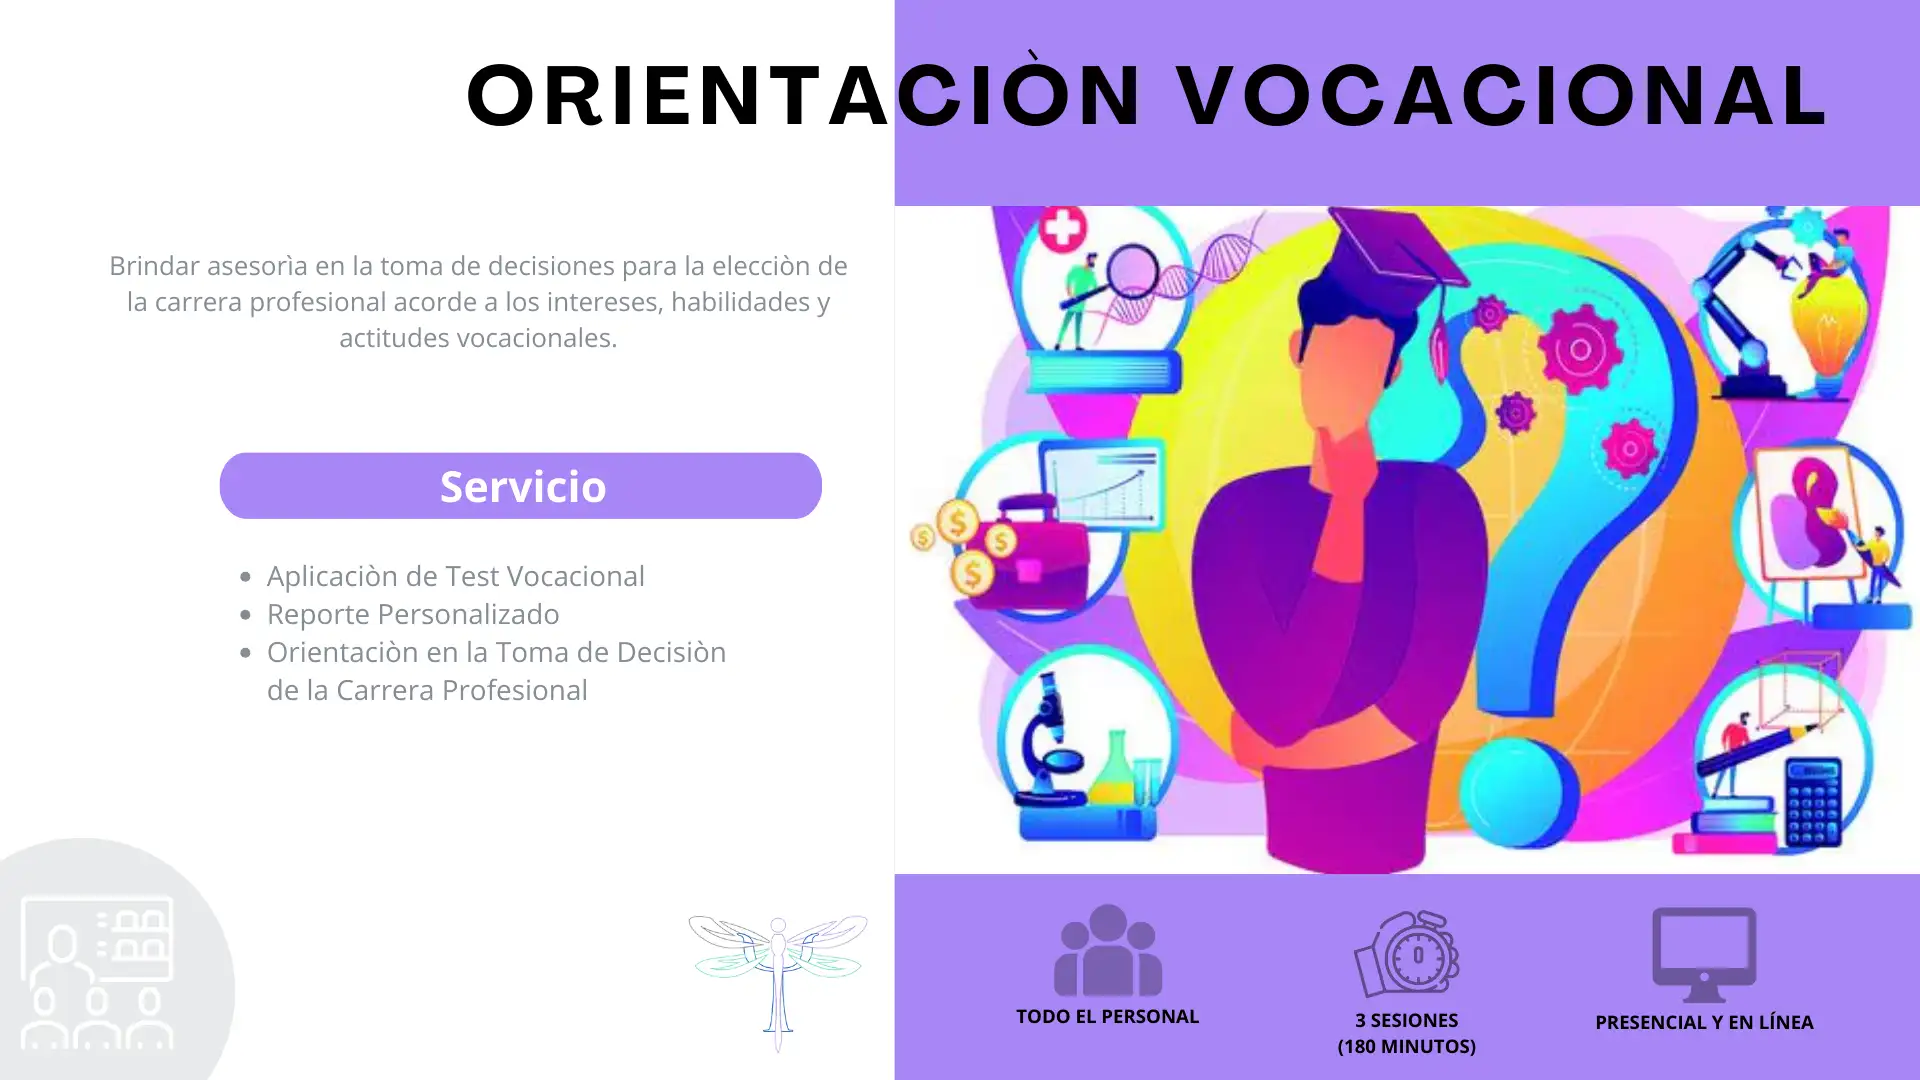 ORIENTACIÒN VOCACIONAL
Brindar asesorìa en la toma de decisiones para la elecciòn de
la carrera profesional acorde a los intereses, habilidades y
actitudes vocacionales.
Servicio
• Aplicaciòn de Test Vocacional
• Reporte Personalizado
• Orientaciòn en la Toma de Decisiòn
de la Carrera Profesional
TODO EL PERSONAL
3 SESIONES
(180 MINUTOS)
PRESENCIAL Y EN LÍNEA